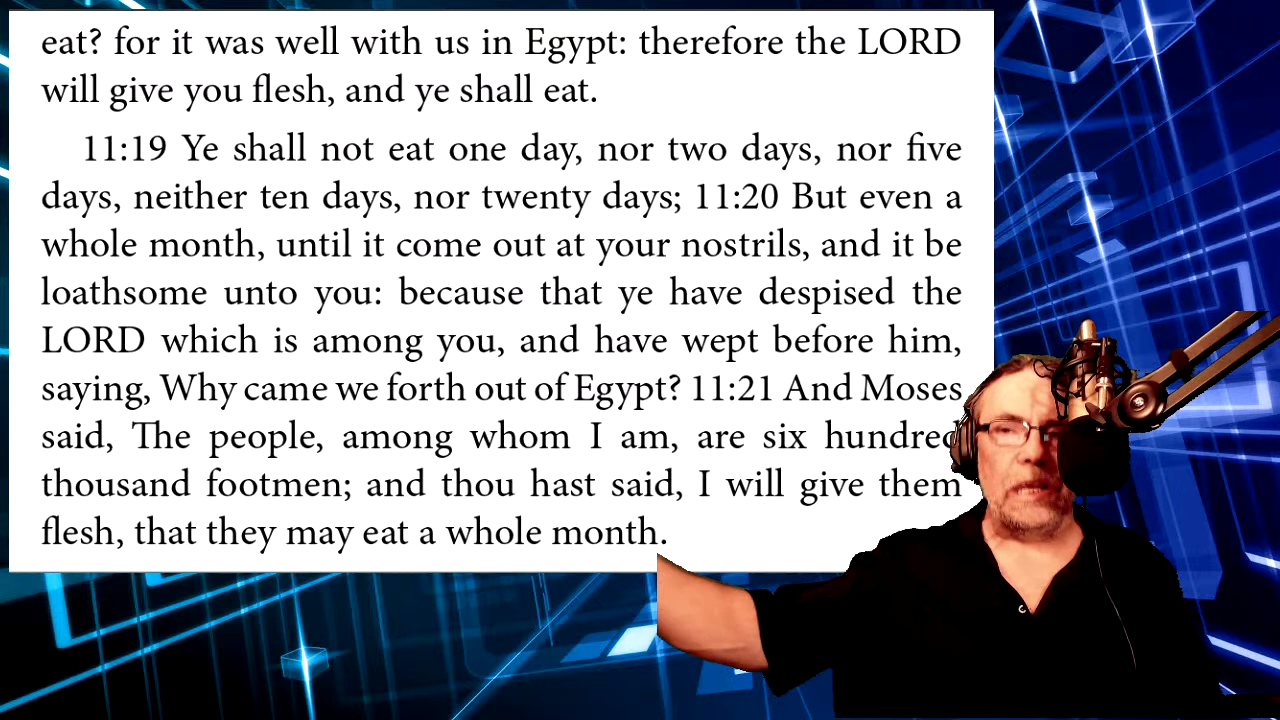 eat? for it was well with us in Egypt: therefore the LORD
will give you flesh, and ye shall eat.
11:19 Ye shall not eat one day, nor two days, nor five
days, neither ten days, nor twenty days; 11:20 But even a
whole month, until it come out at your nostrils, and it be
loathsome unto you: because that ye have despised the
LORD which is among you, and have wept before him,
saying, Why came we forth out of Egypt? 11:21 And Moses
said, The people, among whom I am, are six hundred
thousand footmen; and thou hast said, I will give them
flesh, that they may eat a whole month.